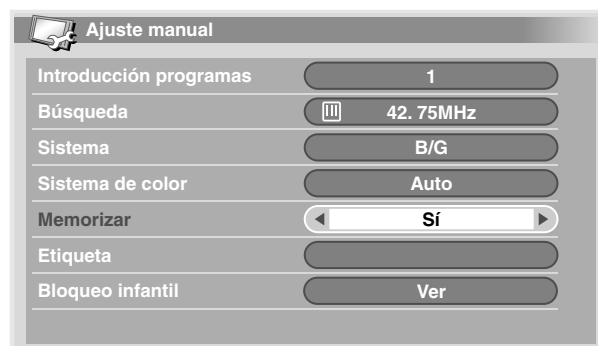 Ajuste manual
Introducción programas 1
Búsqueda 42. 75MHz
Sistema B/G
Sistema de color Auto
Memorizar Sí
Etiqueta
Bloqueo infantil Ver